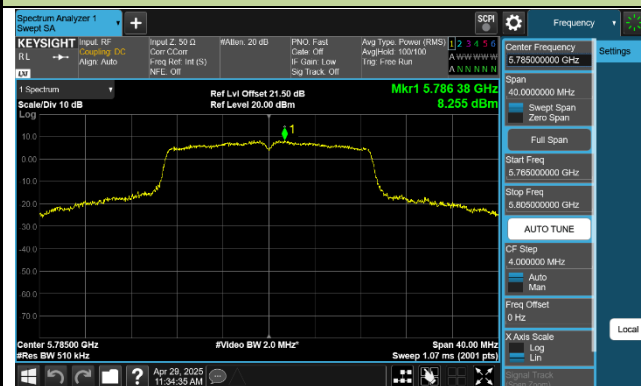 Spectrum Analyzer 1
Swept SA
SCPI
Frequency
KEYSIGHT
RL
LXI
Input: RF
Coupling: DC
Align: Auto
Input Z: 50 Ω
Corr CCorr
Freq Ref: Int (S)
NFE: Off
#Atten: 20 dB
PNO: Fast
Gate: Off
IF Gain: Low
Sig Track: Off
Avg Type: Power (RMS)
Avg|Hold: 100/100
Trig: Free Run
1 2 3 4 5 6
A W W W W W
A N N N N N
1 Spectrum
Scale/Div 10 dB
Log
Ref Lvl Offset 21.50 dB
Ref Level 20.00 dBm
Mkr1 5.786 38 GHz
8.255 dBm
1
10.0
0.00
-10.0
-20.0
-30.0
-40.0
-50.0
-60.0
-70.0
Center 5.78500 GHz
#Res BW 510 kHz
#Video BW 2.0 MHz*
Span 40.00 MHz
Sweep 1.07 ms (2001 pts)
Apr 29, 2025
11:34:35 AM
?
Center Frequency
5.785000000 GHz
Settings
Span
40.0000000 MHz
Swept Span
Zero Span
Full Span
Start Freq
5.765000000 GHz
Stop Freq
5.805000000 GHz
AUTO TUNE
CF Step
4.000000 MHz
Auto
Man
Freq Offset
0 Hz
X Axis Scale
Log
Lin
Local
Signal Track
(Span Zoom)